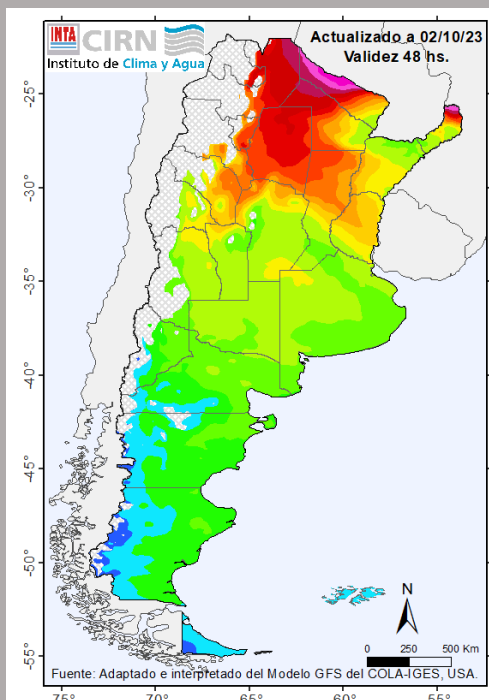 INTA CIRN
Instituto de Clima y Agua
Actualizado a 02/10/23
Validez 48 hs.
-25°
-30°
-35°
-40°
-45°
-50°
-55°
N
0 250 500 Km
Fuente: Adaptado e interpretado del Modelo GFS del COLA-IGES, USA.
-75° -70° -65° -60° -55°